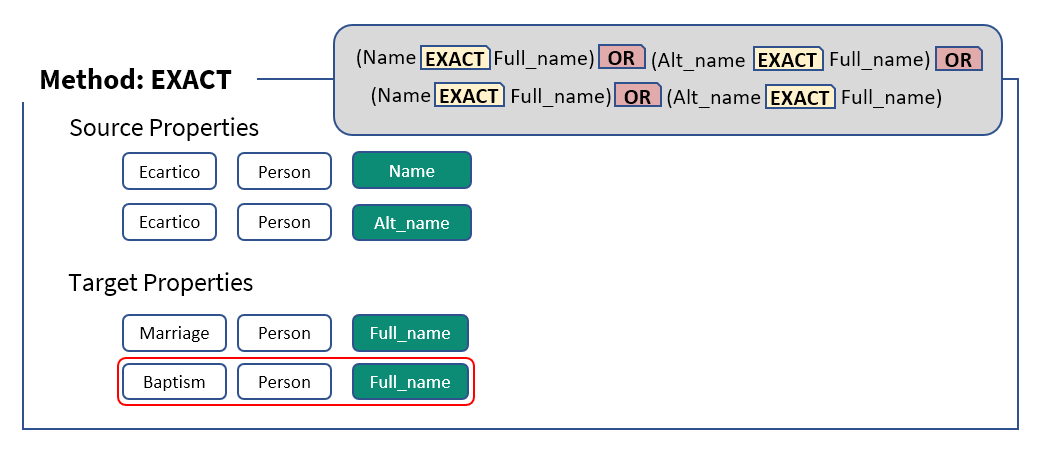 (Name EXACT Full_name) OR (Alt_name EXACT Full_name) OR
(Name EXACT Full_name) OR (Alt_name EXACT Full_name)
Method: EXACT
Source Properties
Ecartico Person Name
Ecartico Person Alt_name
Target Properties
Marriage Person Full_name
Baptism Person Full_name